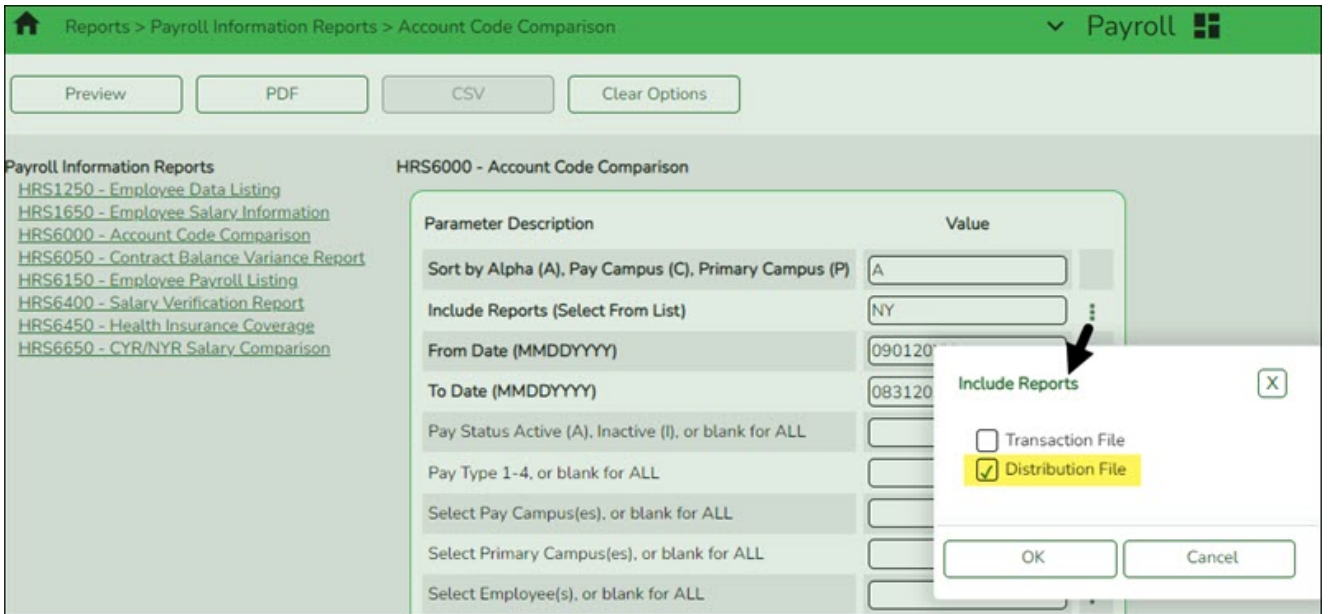 Reports > Payroll Information Reports > Account Code Comparison
Payroll
Preview
PDF
CSV
Clear Options
Payroll Information Reports
HRS1250 - Employee Data Listing
HRS1650 - Employee Salary Information
HRS6000 - Account Code Comparison
HRS6050 - Contract Balance Variance Report
HRS6150 - Employee Payroll Listing
HRS6400 - Salary Verification Report
HRS6450 - Health Insurance Coverage
HRS6650 - CYR/NYR Salary Comparison
HRS6000 - Account Code Comparison
Parameter Description Value
Sort by Alpha (A), Pay Campus (C), Primary Campus (P) A
Include Reports (Select From List) NY
From Date (MMDDYYYY) 090120
To Date (MMDDYYYY) 083120
Pay Status Active (A), Inactive (I), or blank for ALL
Pay Type 1-4, or blank for ALL
Select Pay Campus(es), or blank for ALL
Select Primary Campus(es), or blank for ALL
Select Employee(s), or blank for ALL
Include Reports
X
Transaction File
Distribution File
OK
Cancel